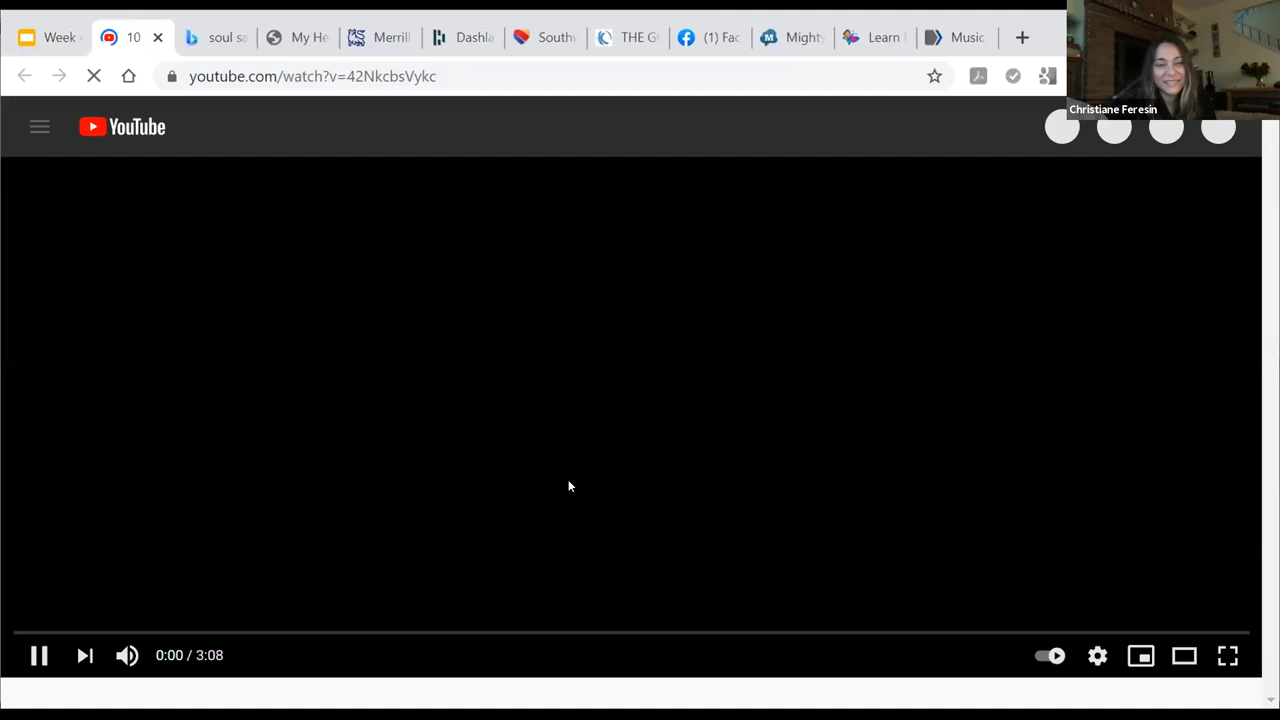 Week
10
soul sa
My He
Merrill
Dashla
South
THE G
(1) Fac
Mighty
Learn
Music
youtube.com/watch?v=42NkcbsVykc
Christiane Feresin
YouTube
0:00 / 3:08